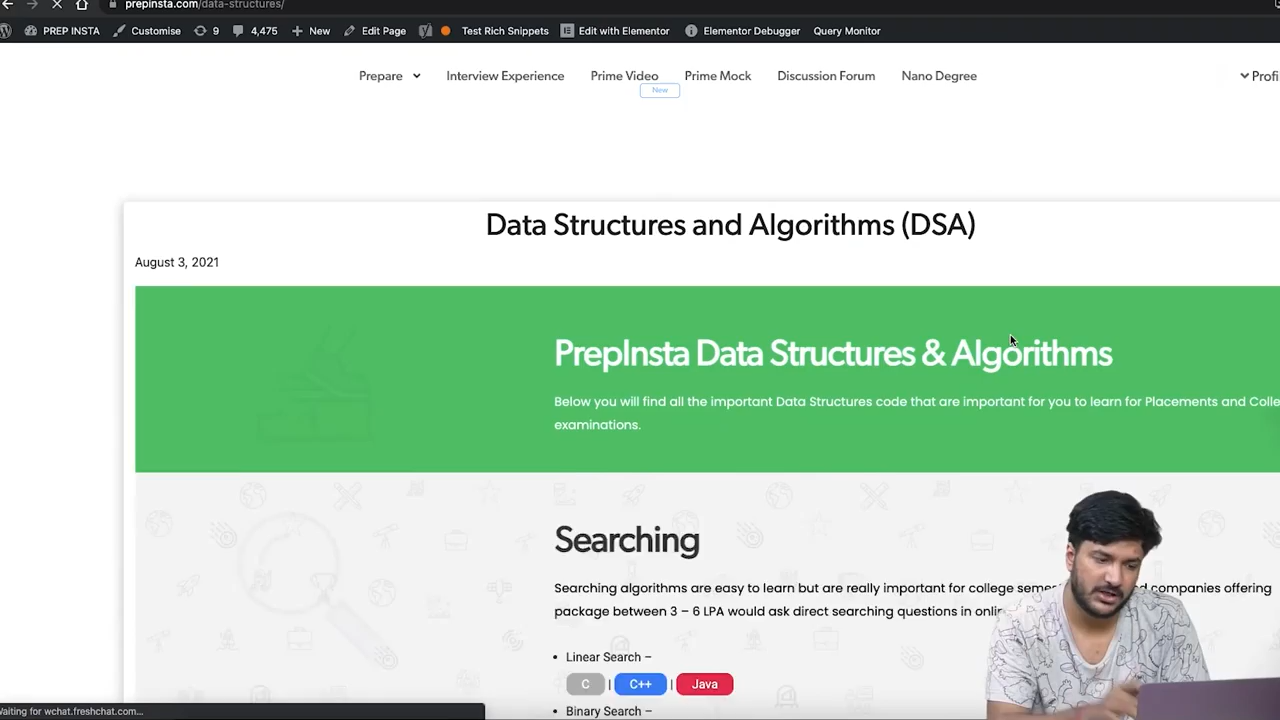 prepinsta.com/data-structures/
PREP INSTA Customise 9 4,475 New Edit Page Test Rich Snippets Edit with Elementor Elementor Debugger Query Monitor
Prepare Interview Experience Prime Video Prime Mock Discussion Forum Nano Degree Profi
New
Data Structures and Algorithms (DSA)
August 3, 2021
PrepInsta Data Structures & Algorithms
Below you will find all the important Data Structures code that are important for you to learn for Placements and Colle
examinations.
Searching
Searching algorithms are easy to learn but are really important for college seme companies offering
package between 3 – 6 LPA would ask direct searching questions in onlin
• Linear Search –
C | C++ | Java
• Binary Search –
Waiting for wchat.freshchat.com...